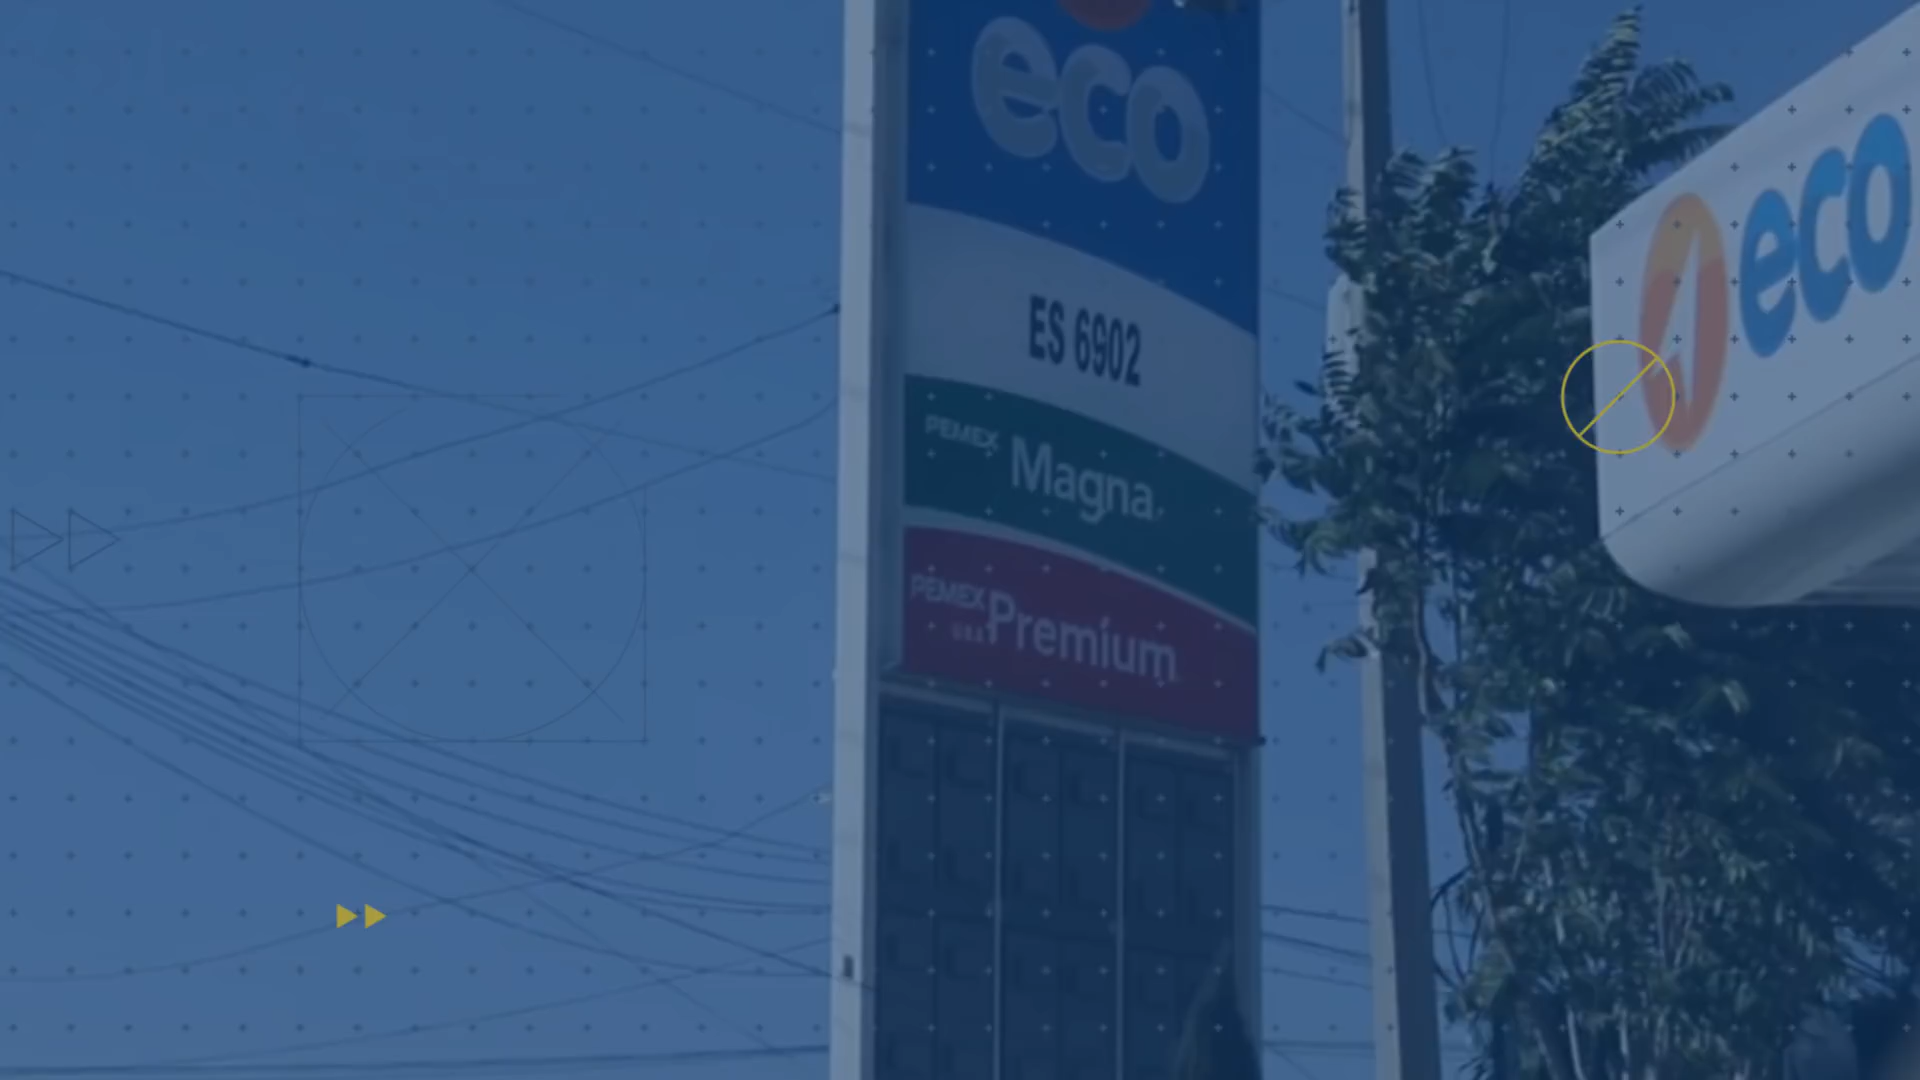 eco
ES 6902
PEMEX Magna
PEMEX Premium
eco